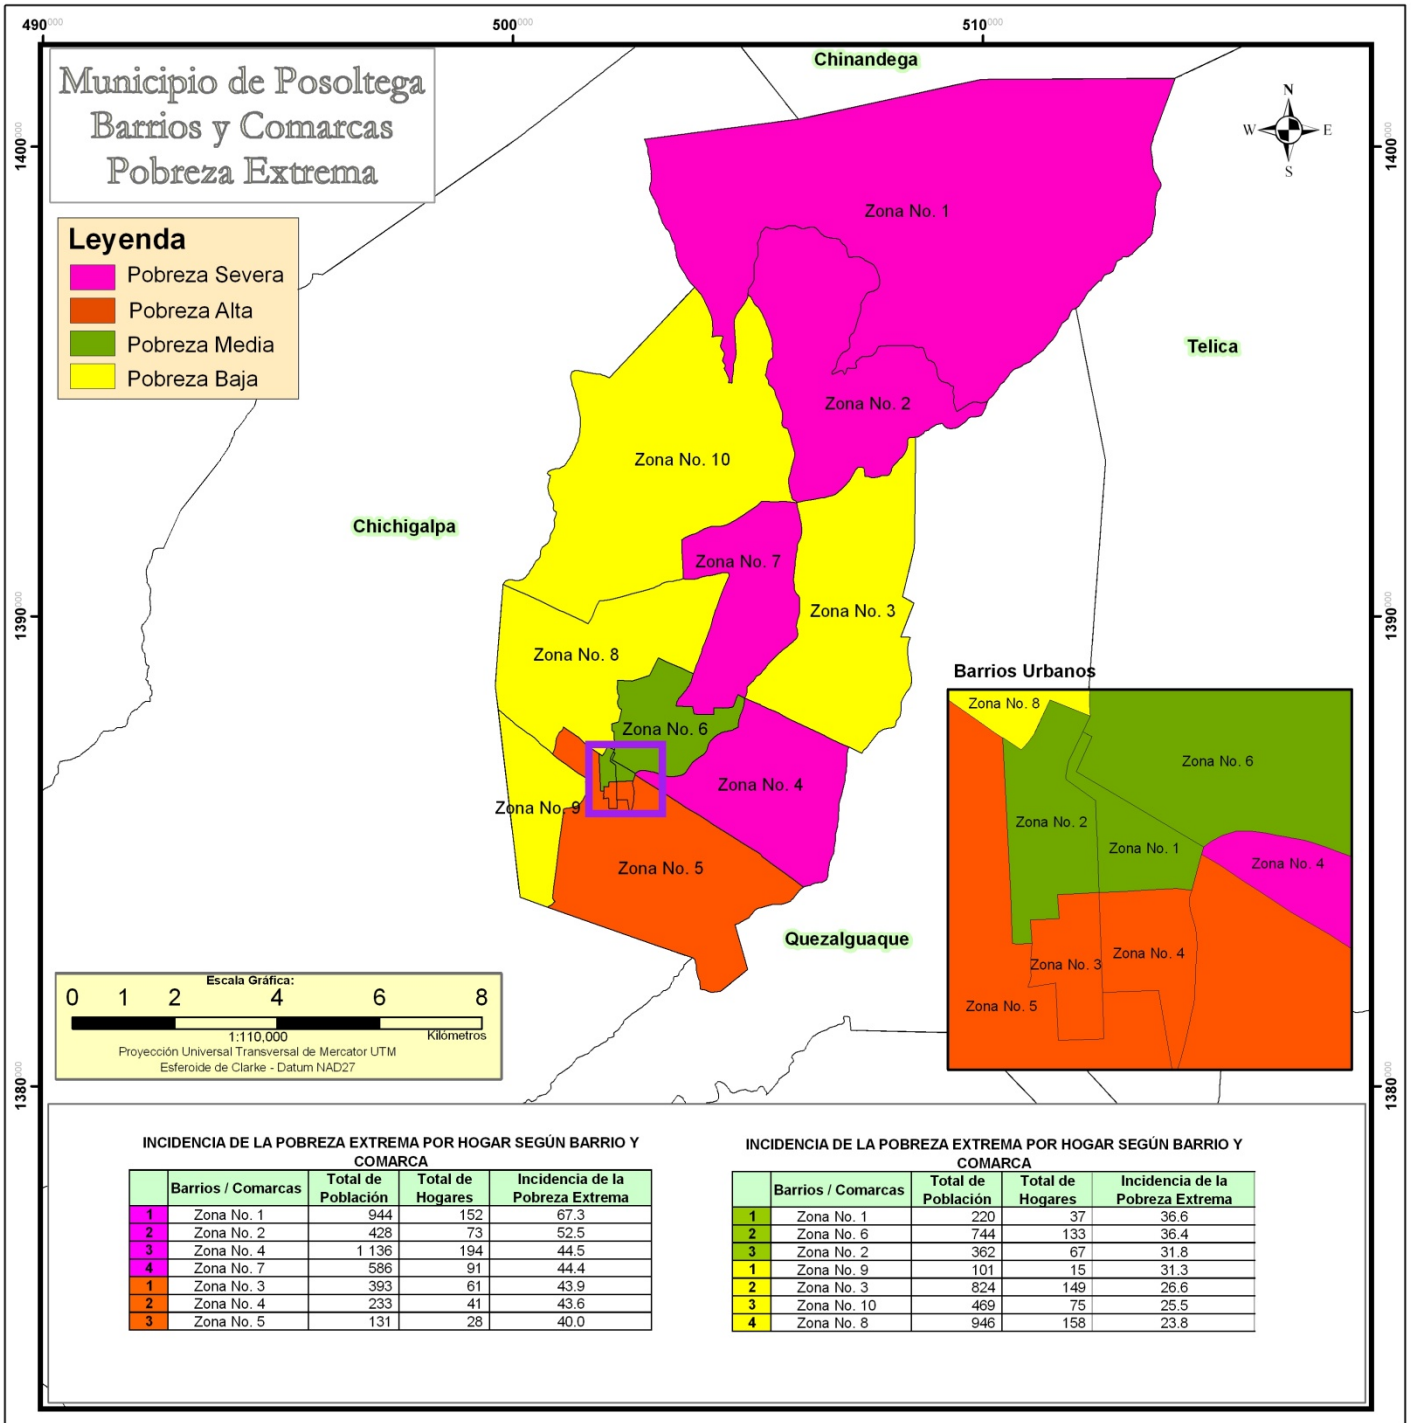 490000 500000 510000
Municipio de Posoltega
Barrios y Comarcas
Pobreza Extrema
Chinandega
N
W E
S
1400000 1400000
Leyenda
Pobreza Severa
Pobreza Alta
Pobreza Media
Pobreza Baja
Zona No. 1
Telica
Zona No. 2
Zona No. 10
Chichigalpa
Zona No. 7
1390000 1390000
Zona No. 3
Zona No. 8
Zona No. 6
Zona No. 4
Zona No. 9
Zona No. 5
Quezalguaque
Barrios Urbanos
Zona No. 8
Zona No. 6
Zona No. 2
Zona No. 1
Zona No. 4
Zona No. 4
Zona No. 3
Zona No. 5
Escala Gráfica:
0 1 2 4 6 8
1:110,000 Kilómetros
Proyección Universal Transversal de Mercator UTM
Esferoide de Clarke - Datum NAD27
1380000 1380000
INCIDENCIA DE LA POBREZA EXTREMA POR HOGAR SEGÚN BARRIO Y
COMARCA
Barrios / Comarcas Total de Población Total de Hogares Incidencia de la Pobreza Extrema
1 Zona No. 1 944 152 67.3
2 Zona No. 2 428 73 52.5
3 Zona No. 4 1 136 194 44.5
4 Zona No. 7 586 91 44.4
1 Zona No. 3 393 61 43.9
2 Zona No. 4 233 41 43.6
3 Zona No. 5 131 28 40.0
INCIDENCIA DE LA POBREZA EXTREMA POR HOGAR SEGÚN BARRIO Y
COMARCA
Barrios / Comarcas Total de Población Total de Hogares Incidencia de la Pobreza Extrema
1 Zona No. 1 220 37 36.6
2 Zona No. 6 744 133 36.4
3 Zona No. 2 362 67 31.8
1 Zona No. 9 101 15 31.3
2 Zona No. 3 824 149 26.6
3 Zona No. 10 469 75 25.5
4 Zona No. 8 946 158 23.8